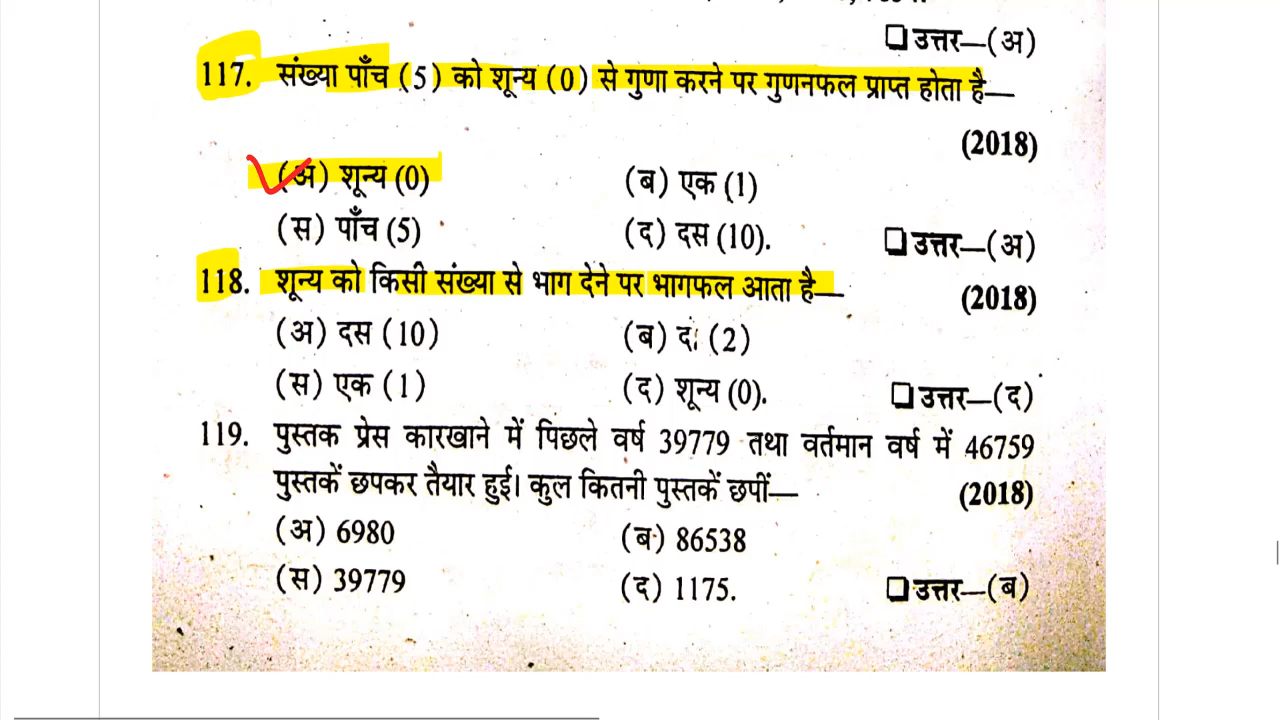 उत्तर—(अ)
117. संख्या पाँच (5) को शून्य (0) से गुणा करने पर गुणनफल प्राप्त होता है—
(2018)
(अ) शून्य (0) (ब) एक (1)
(स) पाँच (5) (द) दस (10). उत्तर—(अ)
118. शून्य को किसी संख्या से भाग देने पर भागफल आता है— (2018)
(अ) दस (10) (ब) (2)
(स) एक (1) (द) शून्य (0). उत्तर—(द)
119. पुस्तक प्रेस कारखाने में पिछले वर्ष 39779 तथा वर्तमान वर्ष में 46759
पुस्तकें छपकर तैयार हुई। कुल कितनी पुस्तकें छपीं— (2018)
(अ) 6980 (ब) 86538
(स) 39779 (द) 1175. उत्तर—(ब)